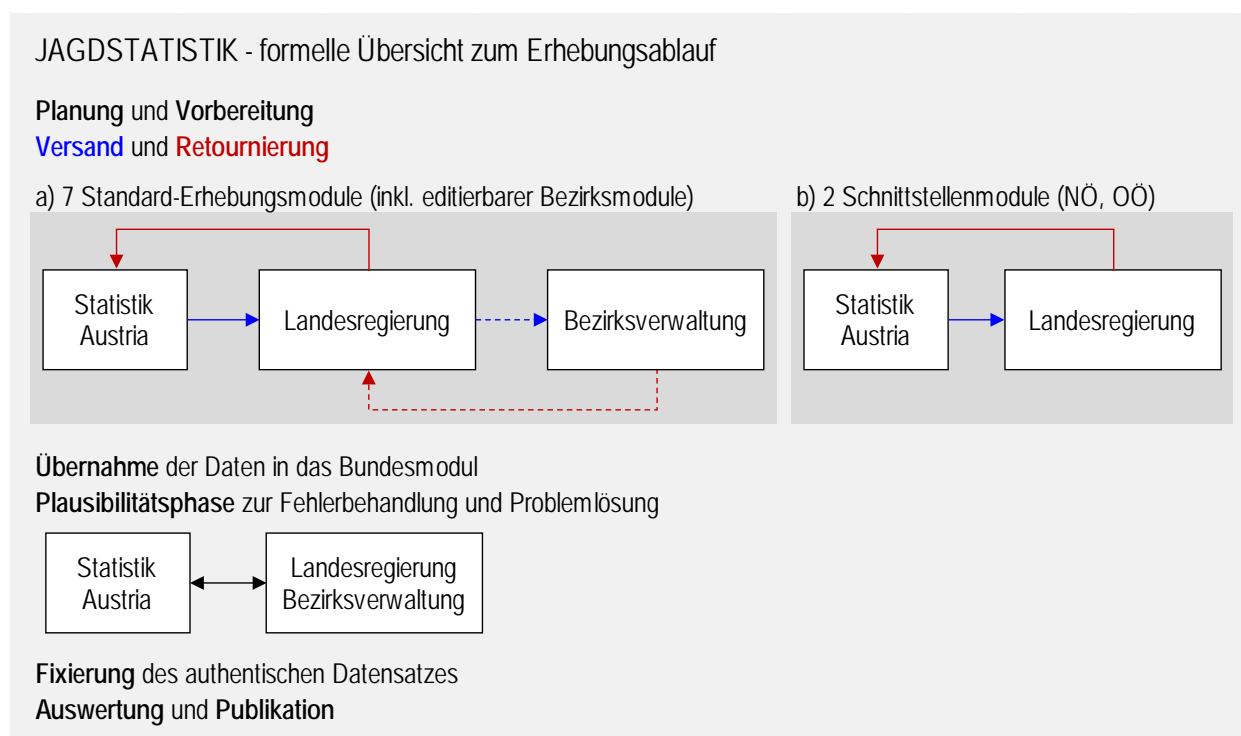 JAGDSTATISTIK - formelle Übersicht zum Erhebungsablauf
Planung und Vorbereitung
Versand und Retournierung
a) 7 Standard-Erhebungsmodule (inkl. editierbarer Bezirksmodule)
Statistik
Austria
Landesregierung
Bezirksverwaltung
b) 2 Schnittstellenmodule (NÖ, OÖ)
Statistik
Austria
Landesregierung
Übernahme der Daten in das Bundesmodul
Plausibilitätsphase zur Fehlerbehandlung und Problemlösung
Statistik
Austria
Landesregierung
Bezirksverwaltung
Fixierung des authentischen Datensatzes
Auswertung und Publikation